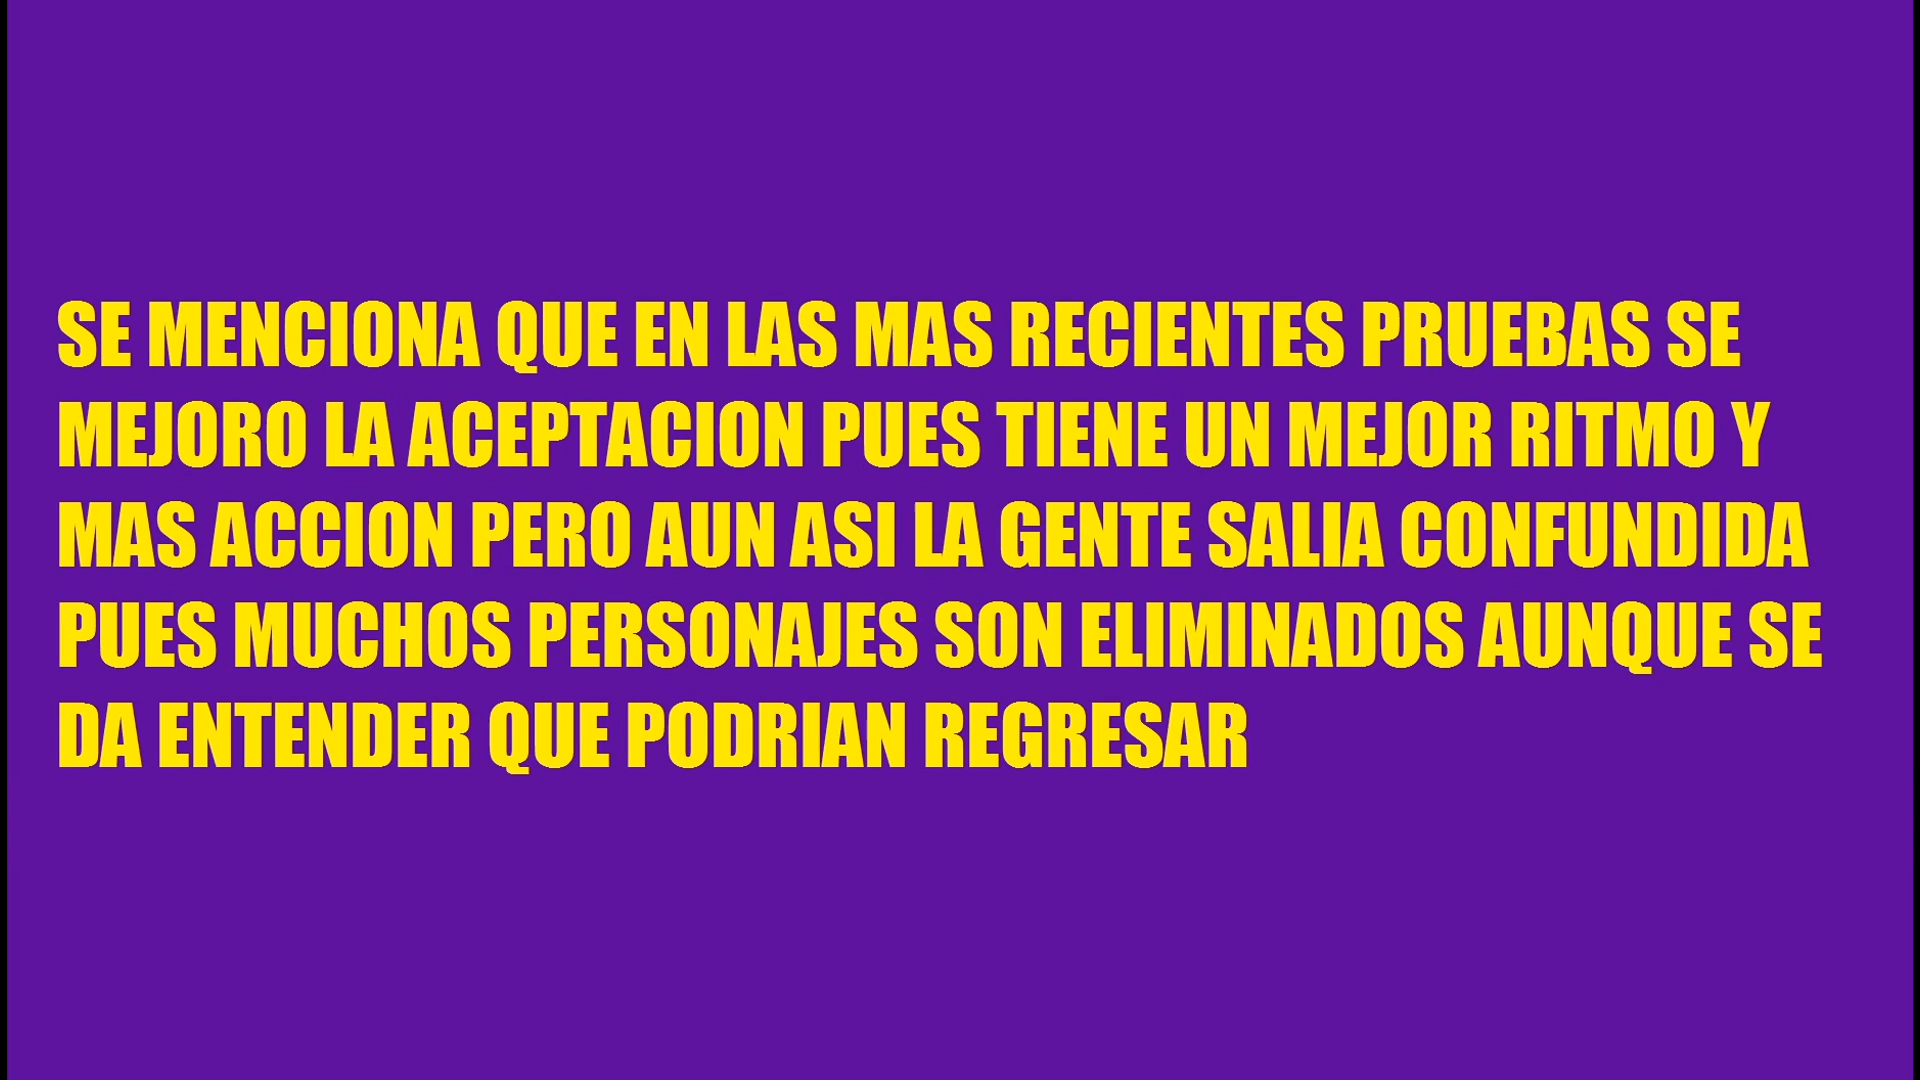 SE MENCIONA QUE EN LAS MAS RECIENTES PRUEBAS SE
MEJORO LA ACEPTACION PUES TIENE UN MEJOR RITMO Y
MAS ACCION PERO AUN ASI LA GENTE SALIA CONFUNDIDA
PUES MUCHOS PERSONAJES SON ELIMINADOS AUNQUE SE
DA ENTENDER QUE PODRIAN REGRESAR